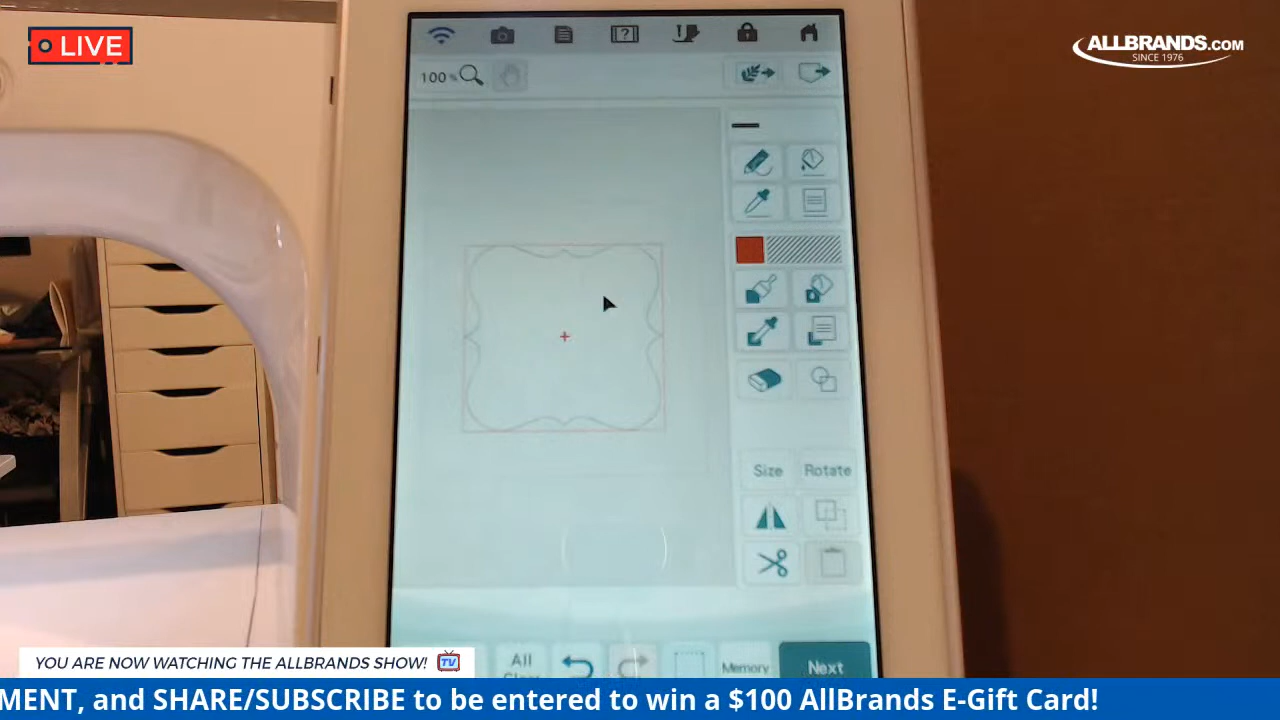 LIVE
ALLBRANDS.COM
SINCE 1976
100%
Size
Rotate
All
Memory
Next
YOU ARE NOW WATCHING THE ALLBRANDS SHOW! TV
MENT, and SHARE/SUBSCRIBE to be entered to win a $100 AllBrands E-Gift Card!